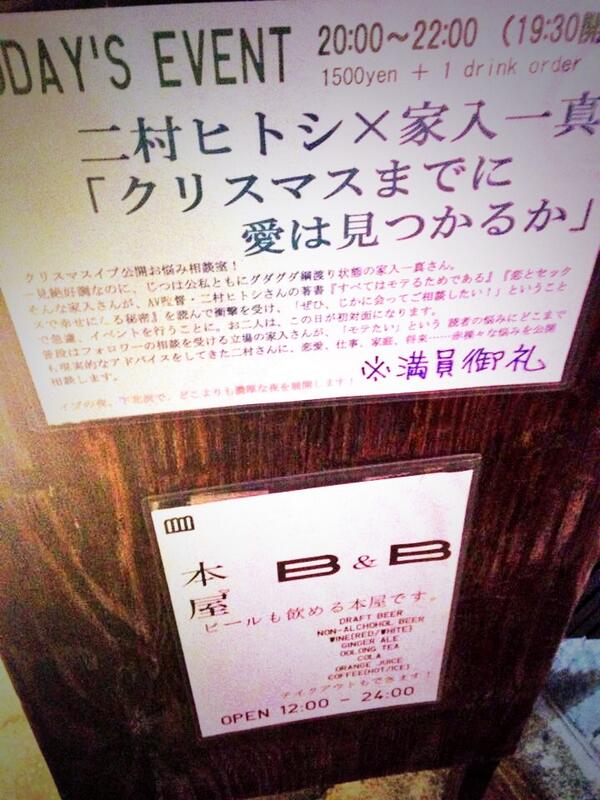 ODAY'S EVENT 20:00〜22:00 (19:30開
1500yen + 1 drink order
二村ヒトシ×家入一真
「クリスマスまでに
愛は見つかるか」
クリスマスイブ公開お悩み相談室!
一見絶好調なのに、じつは公私ともにグダグダ綱渡り状態の家入一真さん。
そんな家入さんが、AV監督・二村ヒトシさんの著書『すべてはモテるためである』『恋とセック
スで幸せになる秘密』を読んで衝撃を受け、「ぜひ、じかに会ってご相談したい!」ということ
で急遽、イベントを行うことに。お二人は、この日が初対面になります。
普段はフォロワーの相談を受ける立場の家入さんが、「モテたい」という 読者の悩みにどこまで
も現実的なアドバイスをしてきた二村さんに、恋愛、仕事、家庭、将来……赤裸々な悩みを公開
相談します。
※満員御礼
イブの夜、下北沢で、どこよりも濃厚な夜を展開します!
本屋 B&B
ビールも飲める本屋です。
DRAFT BEER
NON-ALCHOHOL BEER
WINE(RED/WHITE)
GINGER ALE
OOLONG TEA
COLA
ORANGE JUICE
COFFEE(HOT/ICE)
テイクアウトもできます!
OPEN 12:00 - 24:00